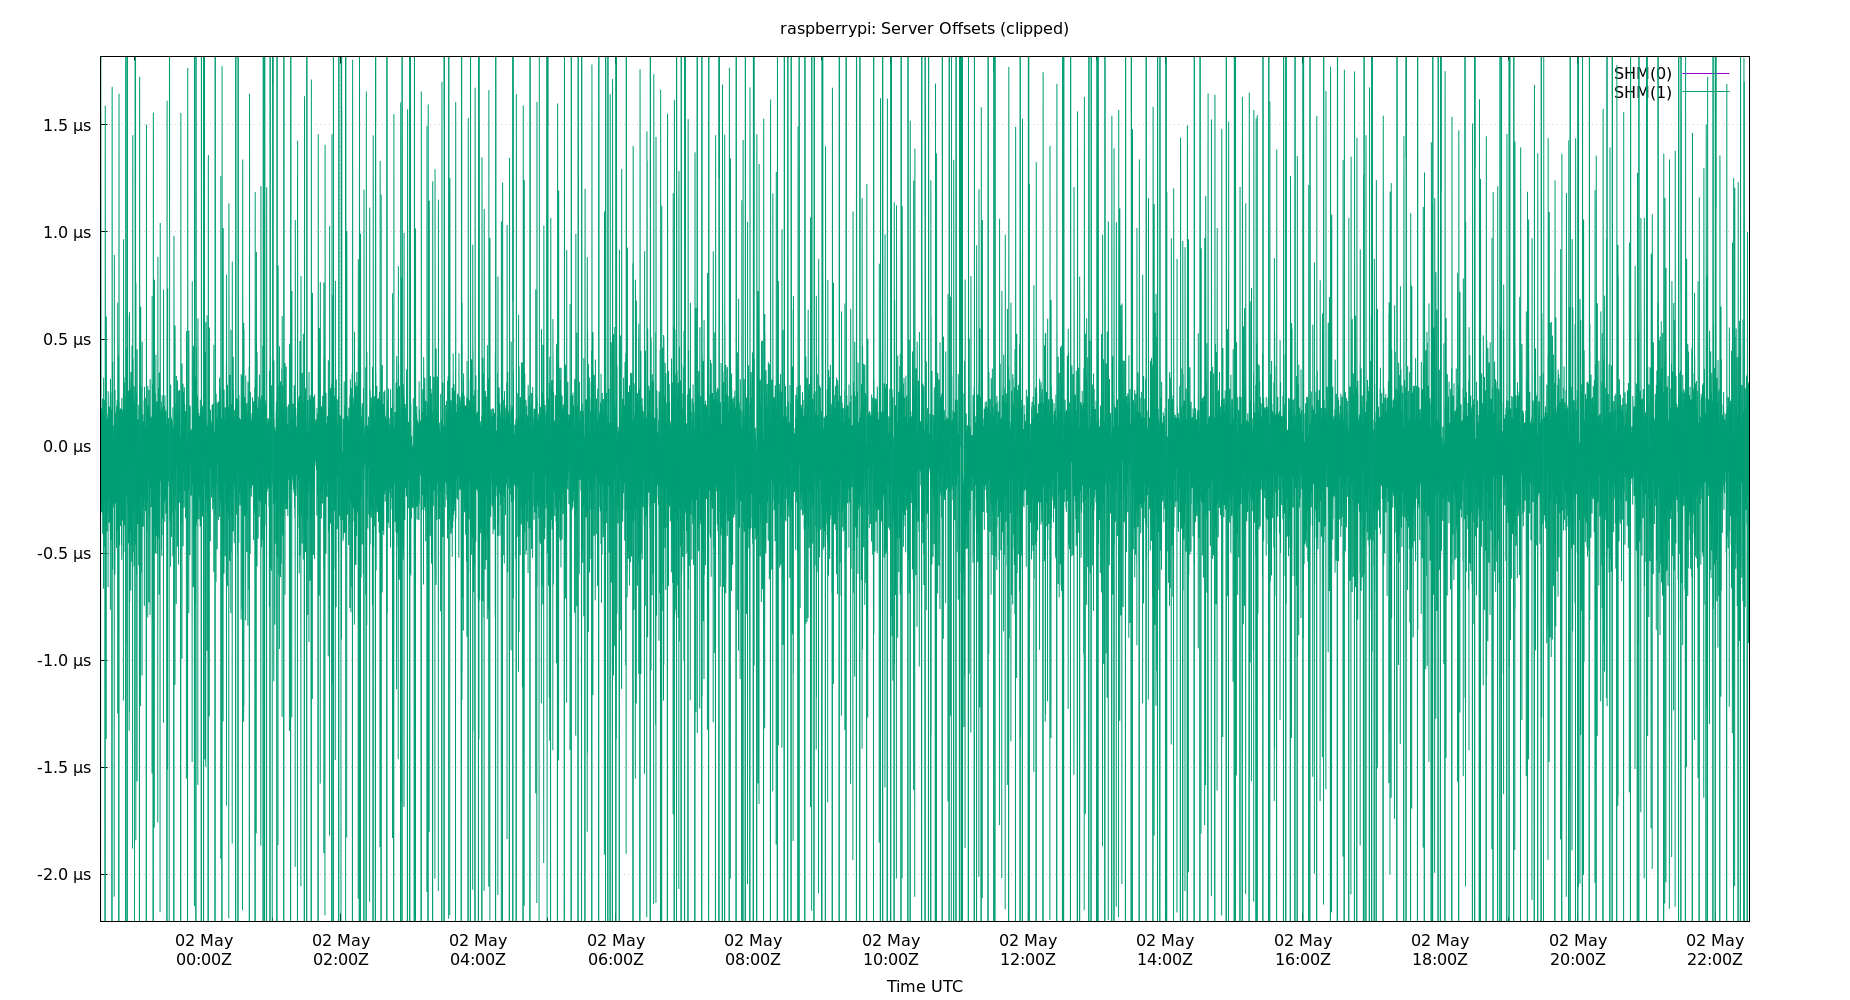 raspberrypi: Server Offsets (clipped)
SHM(0)
SHM(1)
1.5 µs
1.0 µs
0.5 µs
0.0 µs
-0.5 µs
-1.0 µs
-1.5 µs
-2.0 µs
02 May 02 May 02 May 02 May 02 May 02 May 02 May 02 May 02 May 02 May 02 May 02 May
00:00Z 02:00Z 04:00Z 06:00Z 08:00Z 10:00Z 12:00Z 14:00Z 16:00Z 18:00Z 20:00Z 22:00Z
Time UTC